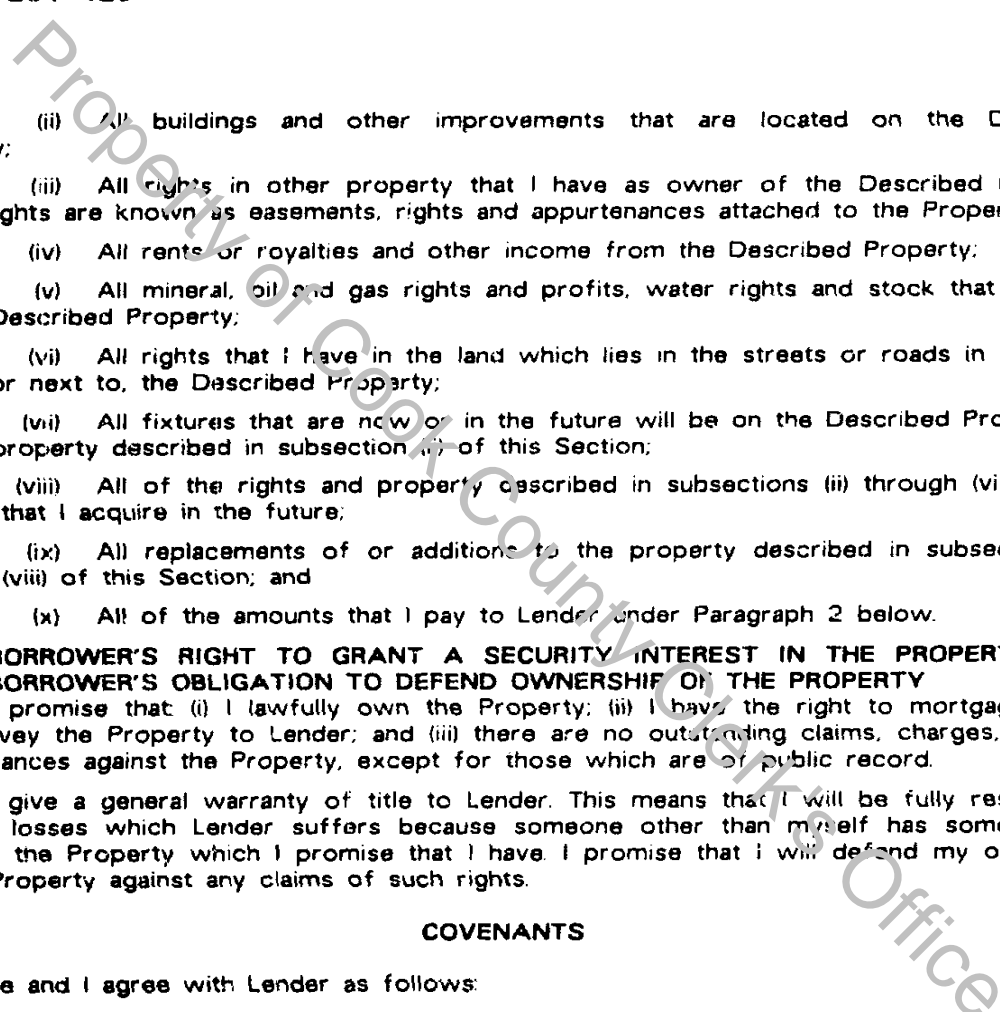 (ii) All buildings and other improvements that are located on the
(iii) All rights in other property that I have as owner of the Described
ghts are known as easements, rights and appurtenances attached to the Proper
(iv) All rents or royalties and other income from the Described Property;
(v) All mineral, oil and gas rights and profits, water rights and stock that
Described Property;
(vi) All rights that I have in the land which lies in the streets or roads in
or next to, the Described Property;
(vii) All fixtures that are now or in the future will be on the Described Pro
property described in subsection of this Section;
(viii) All of the rights and property described in subsections (ii) through (vi
that I acquire in the future;
(ix) All replacements of or additions to the property described in subse
(viii) of this Section; and
(x) All of the amounts that I pay to Lender under Paragraph 2 below.
BORROWER'S RIGHT TO GRANT A SECURITY INTEREST IN THE PROPERT
BORROWER'S OBLIGATION TO DEFEND OWNERSHIP OF THE PROPERTY
promise that: (i) I lawfully own the Property; (ii) I have the right to mortga
vey the Property to Lender; and (iii) there are no outstanding claims, charges,
ances against the Property, except for those which are of public record.
give a general warranty of title to Lender. This means that I will be fully res
losses which Lender suffers because someone other than myself has some
the Property which I promise that I have. I promise that I will defend my o
Property against any claims of such rights.
COVENANTS
e and I agree with Lender as follows:
Property of Cook County Clerk's Office